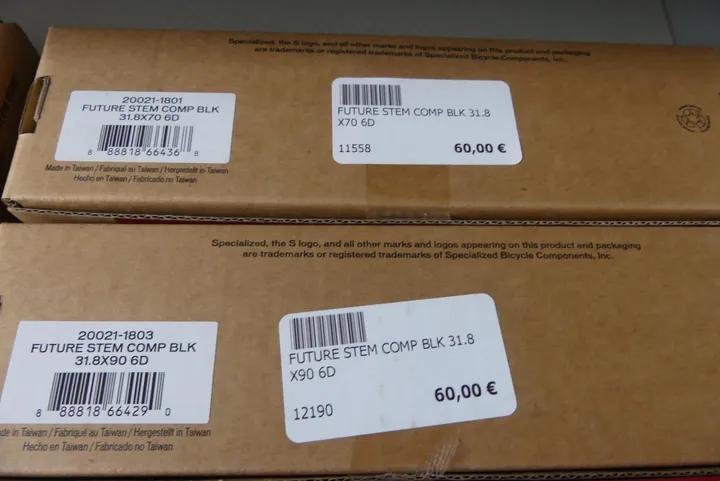 Specialized, the S logo, and all other marks and logos appearing on this product and packaging
are trademarks or registered trademarks of Specialized Bicycle Components, Inc.
20021-1801
FUTURE STEM COMP BLK
31.8X70 6D
8 88818 66436 8
Made in Taiwan / Fabriqué au Taiwan / Hergestellt in Taiwan
Hecho en Taiwan / Fabricado no Taiwan
FUTURE STEM COMP BLK 31.8
X70 6D
11558 60,00 €
Specialized, the S logo, and all other marks and logos appearing on this product and packaging
are trademarks or registered trademarks of Specialized Bicycle Components, Inc.
20021-1803
FUTURE STEM COMP BLK
31.8X90 6D
8 88818 66429 0
de in Taiwan / Fabriqué au Taiwan / Hergestellt in Taiwan
Hecho en Taiwan / Fabricado no Taiwan
FUTURE STEM COMP BLK 31.8
X90 6D
12190 60,00 €